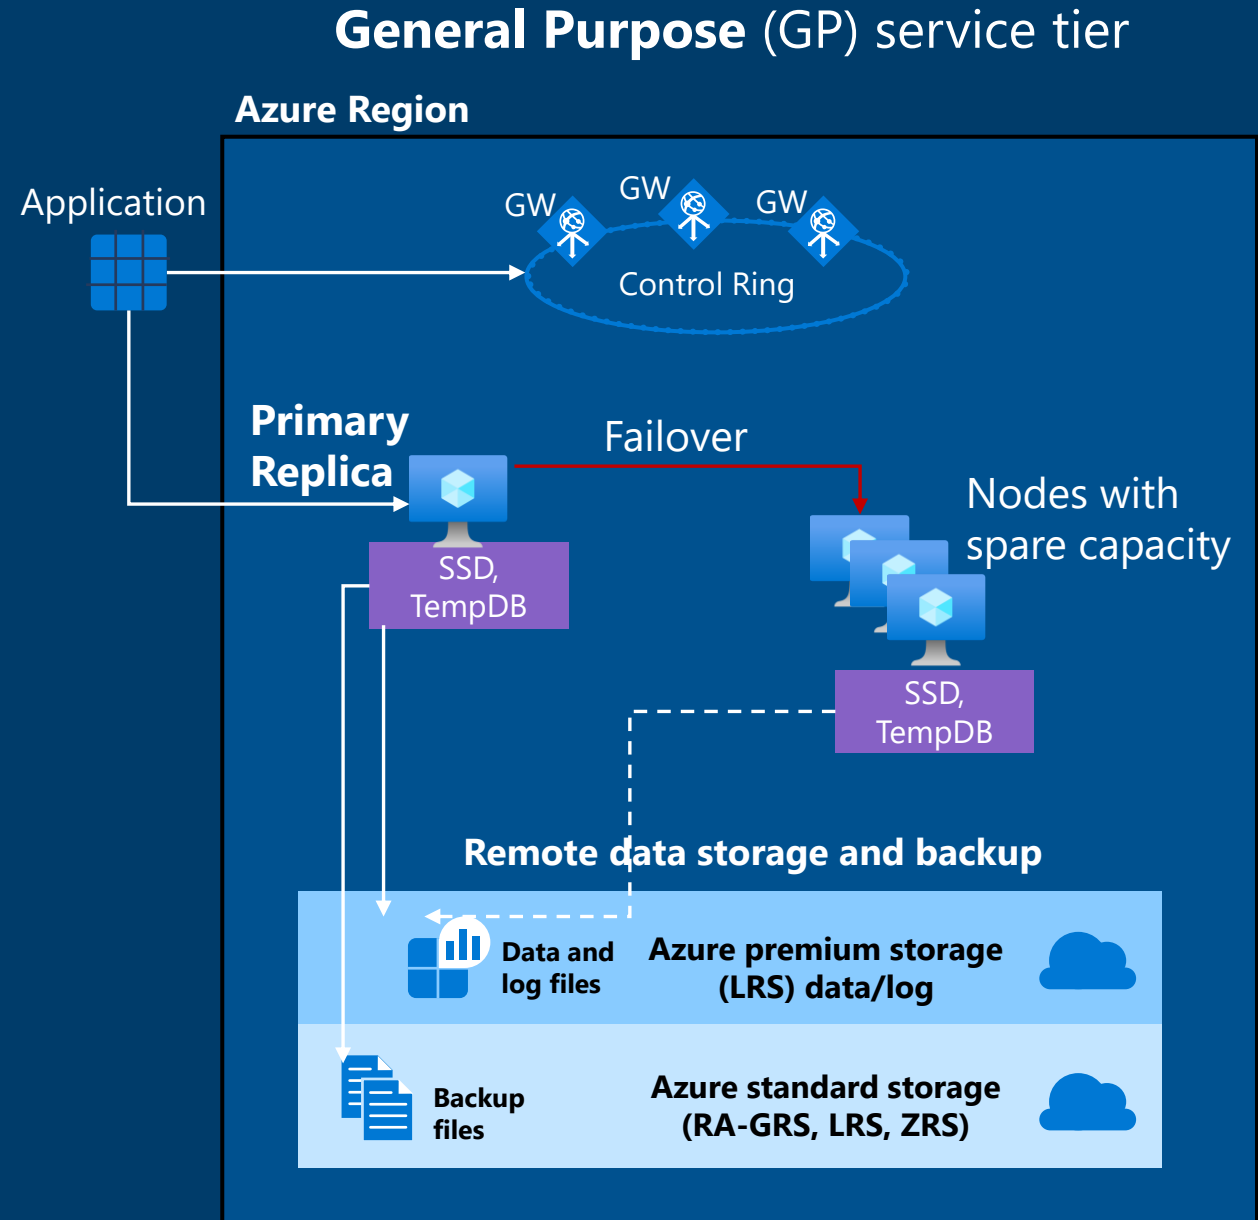 General Purpose (GP) service tier
Azure Region
Application
GW
GW
GW
Control Ring
Primary
Replica
Failover
Nodes with
spare capacity
SSD,
TempDB
SSD,
TempDB
Remote data storage and backup
Data and
log files
Azure premium storage
(LRS) data/log
Backup
files
Azure standard storage
(RA-GRS, LRS, ZRS)